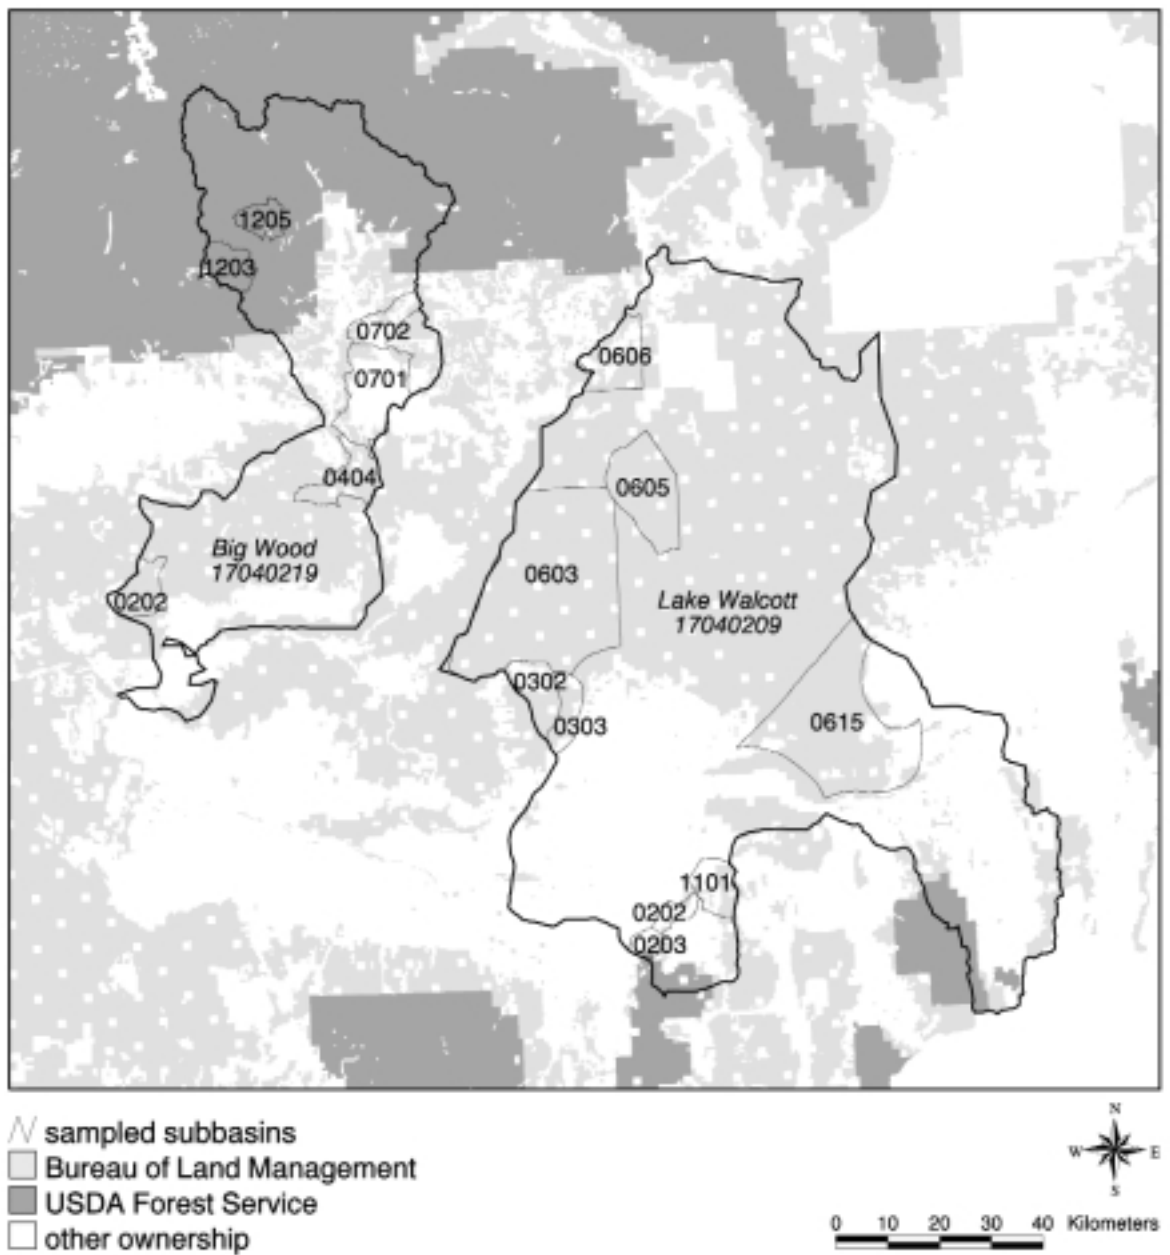 1205
1203
0702
0606
0701
0404
0605
Big Wood
17040219
0603
0202
Lake Walcott
17040209
0302
0615
0303
1101
0202
0203
sampled subbasins
Bureau of Land Management
USDA Forest Service
other ownership
N
W E
S
0 10 20 30 40 Kilometers